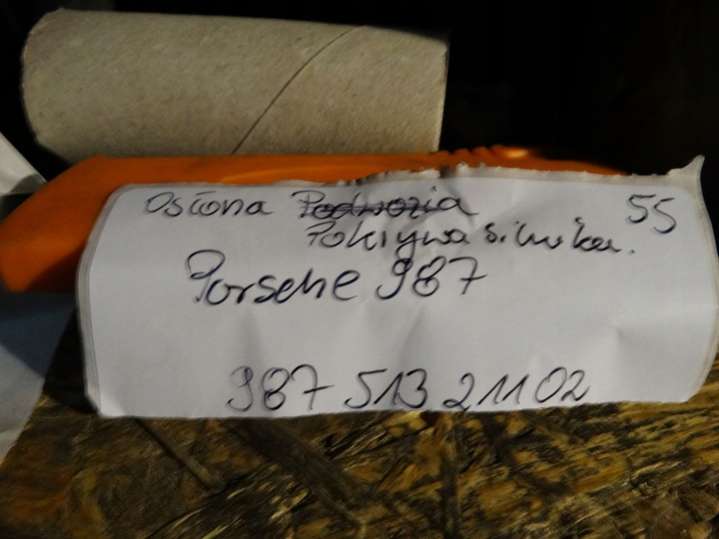 Osłona Podwozia 55
Pokrywa Silnika.
Porsche 987
987 513 211 02